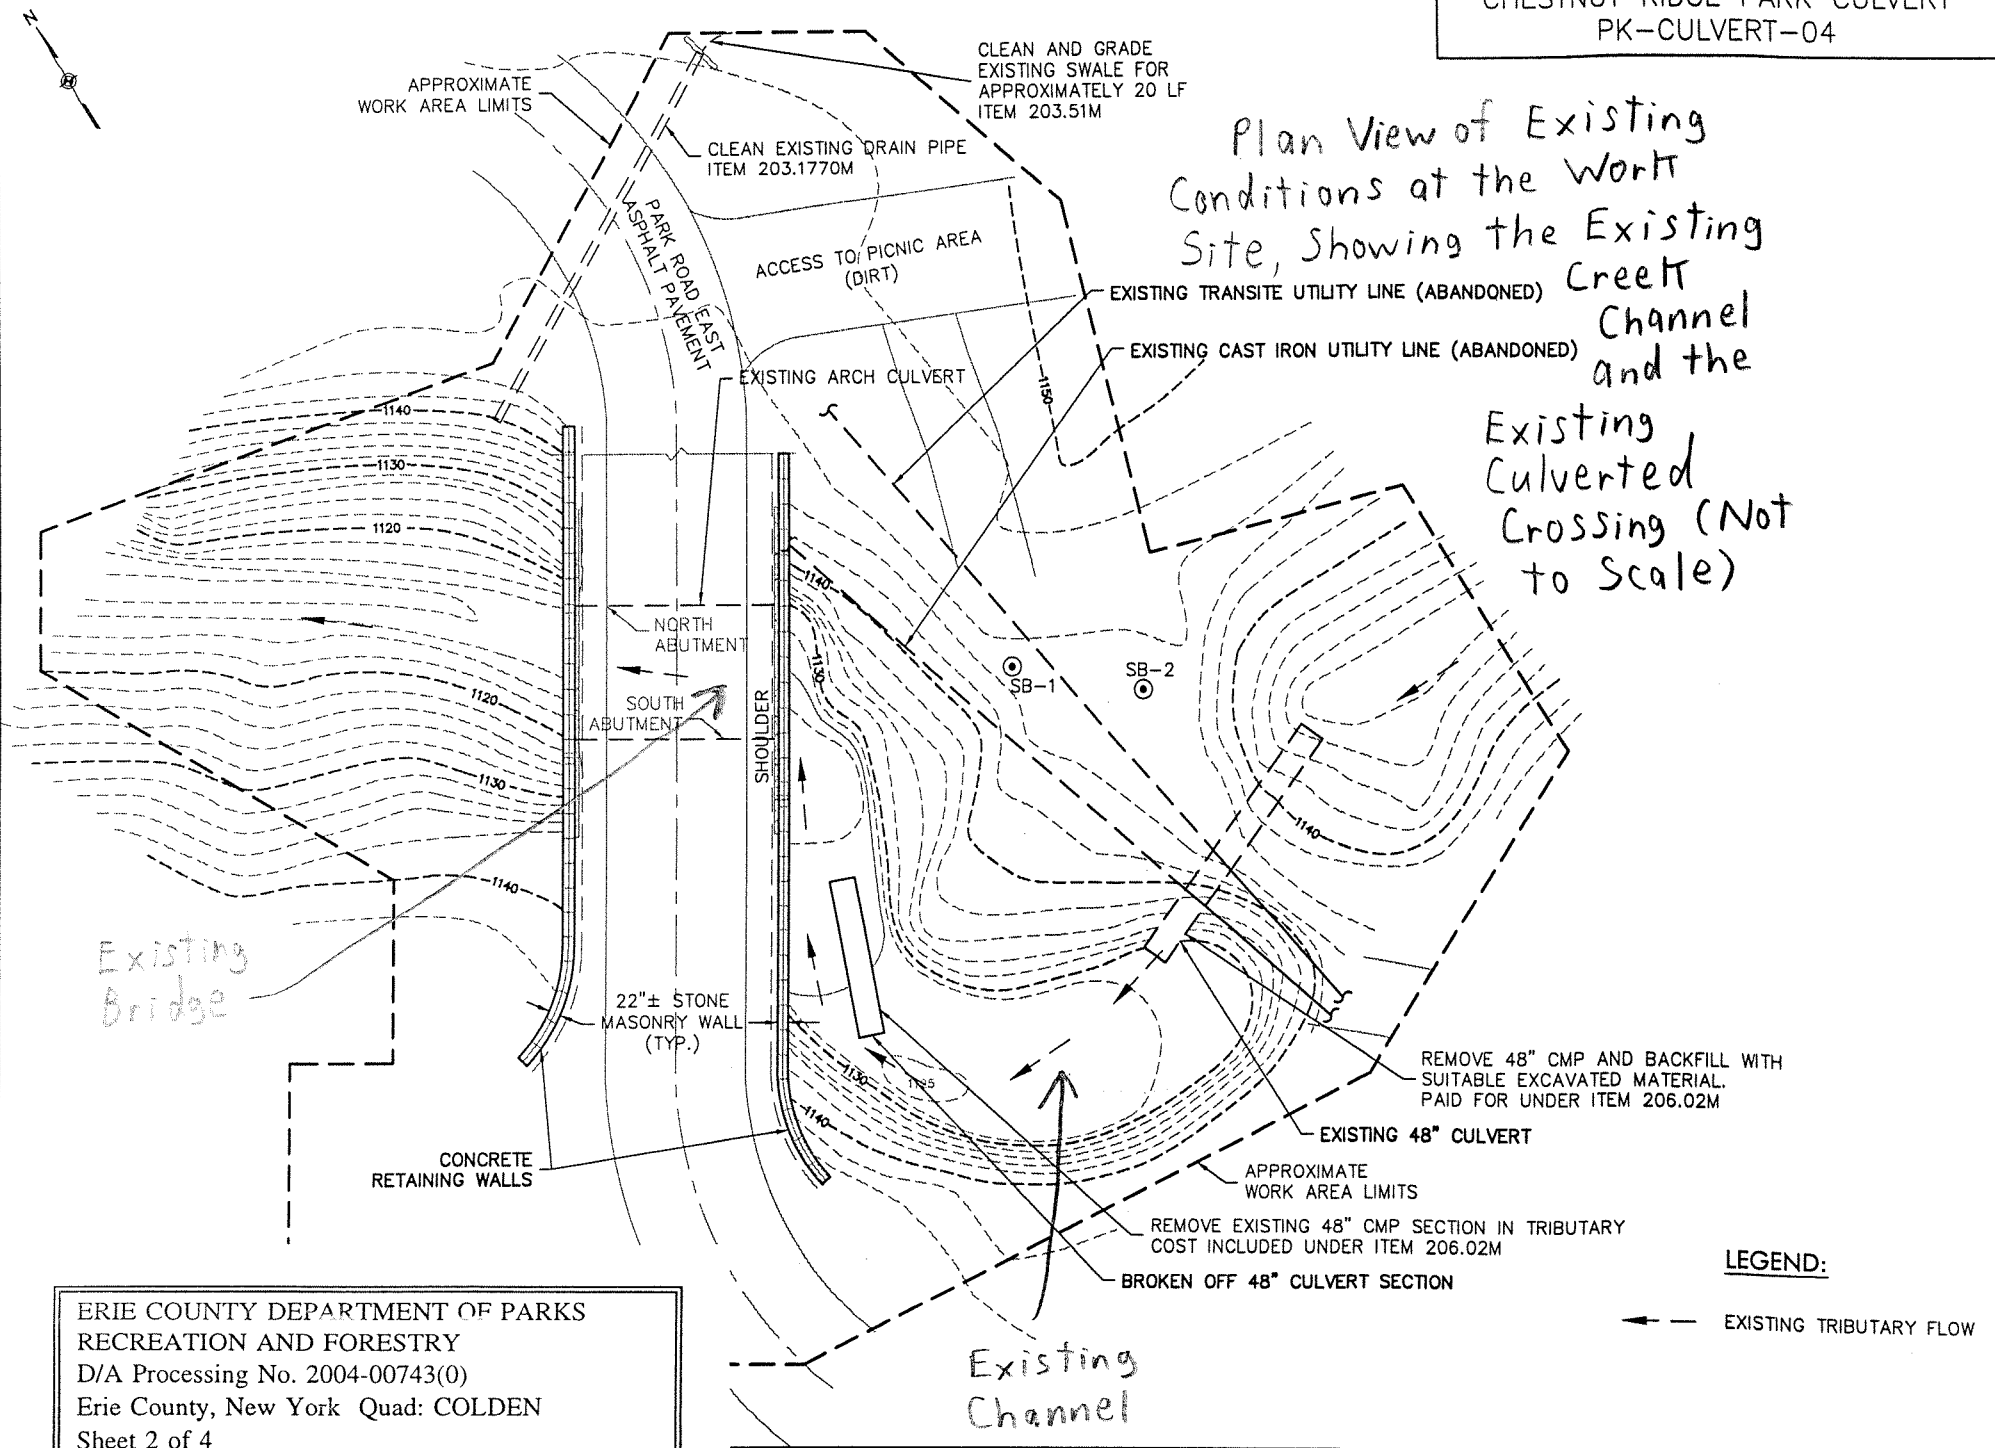 CHESTNUT RIDGE PARK CULVERT
PK-CULVERT-04
N
CLEAN AND GRADE
EXISTING SWALE FOR
APPROXIMATELY 20 LF
ITEM 203.51M
APPROXIMATE
WORK AREA LIMITS
CLEAN EXISTING DRAIN PIPE
ITEM 203.1770M
Plan View of Existing
Conditions at the Work
Site, Showing the Existing
Creek
Channel
and the
Existing
Culverted
Crossing (Not
to Scale)
PARK ROAD EAST
ASPHALT PAVEMENT
ACCESS TO PICNIC AREA
(DIRT)
EXISTING TRANSITE UTILITY LINE (ABANDONED)
EXISTING CAST IRON UTILITY LINE (ABANDONED)
EXISTING ARCH CULVERT
1150
1140
1130
1120
1140
1130
NORTH
ABUTMENT
SOUTH
ABUTMENT
SHOULDER
SB-1
SB-2
1120
1130
1140
1140
Existing
Bridge
22"± STONE
MASONRY WALL
(TYP.)
1130
1140
REMOVE 48" CMP AND BACKFILL WITH
SUITABLE EXCAVATED MATERIAL.
PAID FOR UNDER ITEM 206.02M
EXISTING 48" CULVERT
CONCRETE
RETAINING WALLS
APPROXIMATE
WORK AREA LIMITS
REMOVE EXISTING 48" CMP SECTION IN TRIBUTARY
COST INCLUDED UNDER ITEM 206.02M
BROKEN OFF 48" CULVERT SECTION
LEGEND:
EXISTING TRIBUTARY FLOW
Existing
Channel
ERIE COUNTY DEPARTMENT OF PARKS
RECREATION AND FORESTRY
D/A Processing No. 2004-00743(0)
Erie County, New York Quad: COLDEN
Sheet 2 of 4